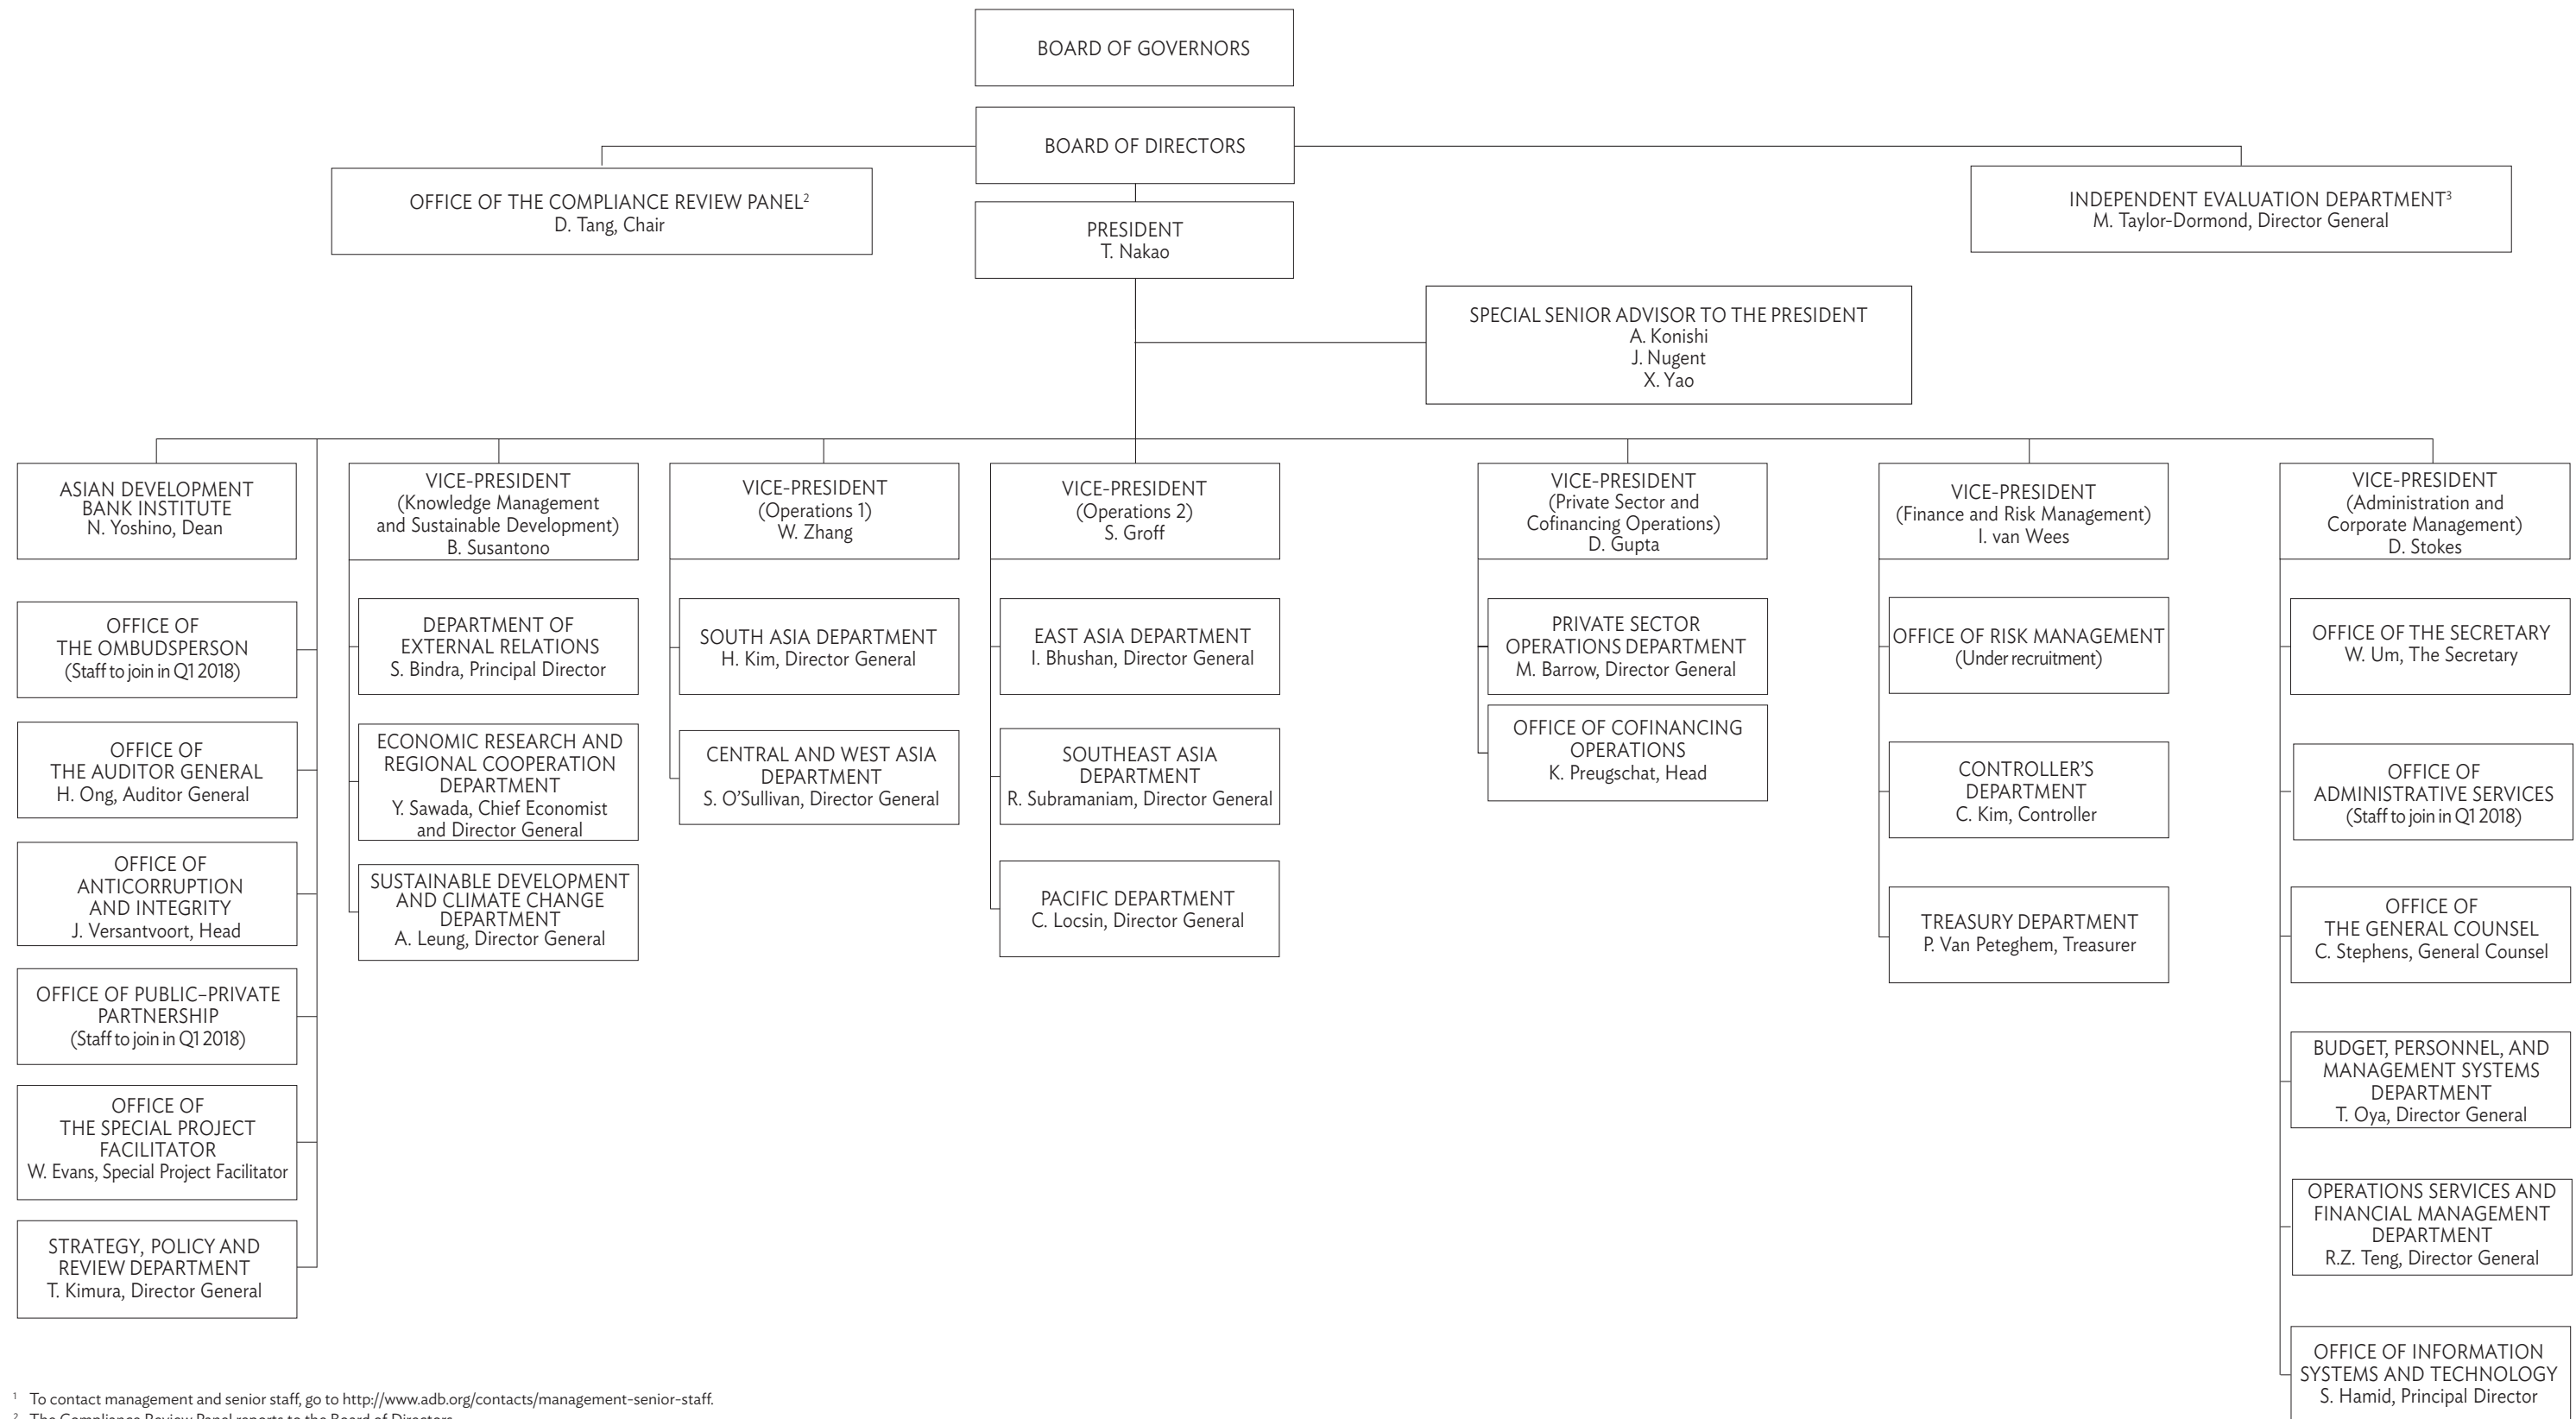 BOARD OF GOVERNORS
BOARD OF DIRECTORS
OFFICE OF THE COMPLIANCE REVIEW PANEL²
D. Tang, Chair
INDEPENDENT EVALUATION DEPARTMENT³
M. Taylor-Dormond, Director General
PRESIDENT
T. Nakao
SPECIAL SENIOR ADVISOR TO THE PRESIDENT
A. Konishi
J. Nugent
X. Yao
ASIAN DEVELOPMENT
BANK INSTITUTE
N. Yoshino, Dean
OFFICE OF
THE OMBUDSPERSON
(Staff to join in Q1 2018)
OFFICE OF
THE AUDITOR GENERAL
H. Ong, Auditor General
OFFICE OF
ANTICORRUPTION
AND INTEGRITY
J. Versantvoort, Head
OFFICE OF PUBLIC–PRIVATE
PARTNERSHIP
(Staff to join in Q1 2018)
OFFICE OF
THE SPECIAL PROJECT
FACILITATOR
W. Evans, Special Project Facilitator
STRATEGY, POLICY AND
REVIEW DEPARTMENT
T. Kimura, Director General
VICE-PRESIDENT
(Knowledge Management
and Sustainable Development)
B. Susantono
DEPARTMENT OF
EXTERNAL RELATIONS
S. Bindra, Principal Director
ECONOMIC RESEARCH AND
REGIONAL COOPERATION
DEPARTMENT
Y. Sawada, Chief Economist
and Director General
SUSTAINABLE DEVELOPMENT
AND CLIMATE CHANGE
DEPARTMENT
A. Leung, Director General
VICE-PRESIDENT
(Operations 1)
W. Zhang
SOUTH ASIA DEPARTMENT
H. Kim, Director General
CENTRAL AND WEST ASIA
DEPARTMENT
S. O’Sullivan, Director General
VICE-PRESIDENT
(Operations 2)
S. Groff
EAST ASIA DEPARTMENT
I. Bhushan, Director General
SOUTHEAST ASIA
DEPARTMENT
R. Subramaniam, Director General
PACIFIC DEPARTMENT
C. Locsin, Director General
VICE-PRESIDENT
(Private Sector and
Cofinancing Operations)
D. Gupta
PRIVATE SECTOR
OPERATIONS DEPARTMENT
M. Barrow, Director General
OFFICE OF COFINANCING
OPERATIONS
K. Preugschat, Head
VICE-PRESIDENT
(Finance and Risk Management)
I. van Wees
OFFICE OF RISK MANAGEMENT
(Under recruitment)
CONTROLLER’S
DEPARTMENT
C. Kim, Controller
TREASURY DEPARTMENT
P. Van Peteghem, Treasurer
VICE-PRESIDENT
(Administration and
Corporate Management)
D. Stokes
OFFICE OF THE SECRETARY
W. Um, The Secretary
OFFICE OF
ADMINISTRATIVE SERVICES
(Staff to join in Q1 2018)
OFFICE OF
THE GENERAL COUNSEL
C. Stephens, General Counsel
BUDGET, PERSONNEL, AND
MANAGEMENT SYSTEMS
DEPARTMENT
T. Oya, Director General
OPERATIONS SERVICES AND
FINANCIAL MANAGEMENT
DEPARTMENT
R.Z. Teng, Director General
OFFICE OF INFORMATION
SYSTEMS AND TECHNOLOGY
S. Hamid, Principal Director
¹ To contact management and senior staff, go to http://www.adb.org/contacts/management-senior-staff.
² The Compliance Review Panel reports to the Board of Directors.